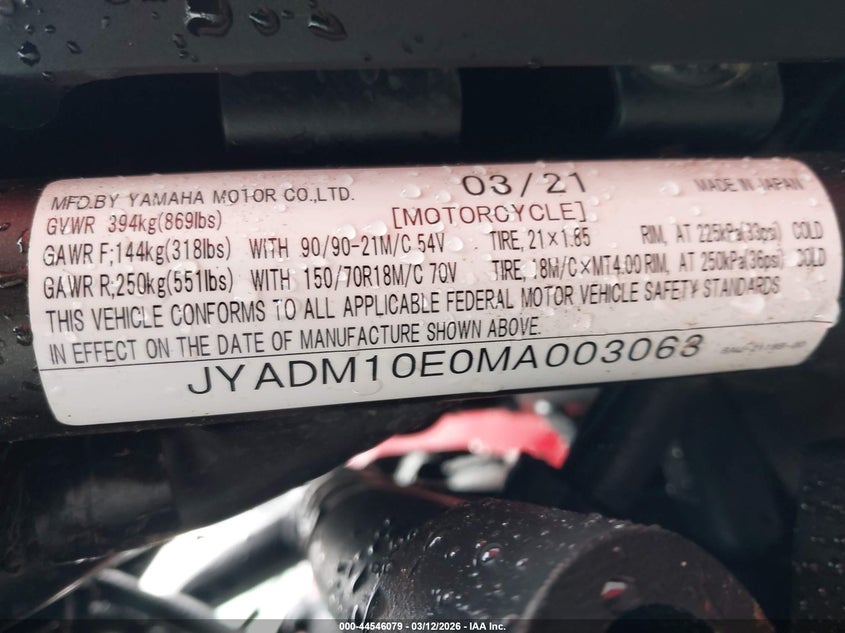 MFD.BY YAMAHA MOTOR CO.,LTD. 03/21 MADE IN JAPAN
GVWR 394kg(869lbs) [MOTORCYCLE]
GAWR F;144kg(318lbs) WITH 90/90-21M/C 54V TIRE, 21×1.85 RIM, AT 225kPa(33psi) COLD
GAWR R;250kg(551lbs) WITH 150/70R18M/C 70V TIRE, 18M/C×MT4.00 RIM, AT 250kPa(36psi) COLD
THIS VEHICLE CONFORMS TO ALL APPLICABLE FEDERAL MOTOR VEHICLE SAFETY STANDARDS
IN EFFECT ON THE DATE OF MANUFACTURE SHOWN ABOVE.
JYADM10E0MA003063
000-44546079 - 03/12/2026 - IAA Inc.